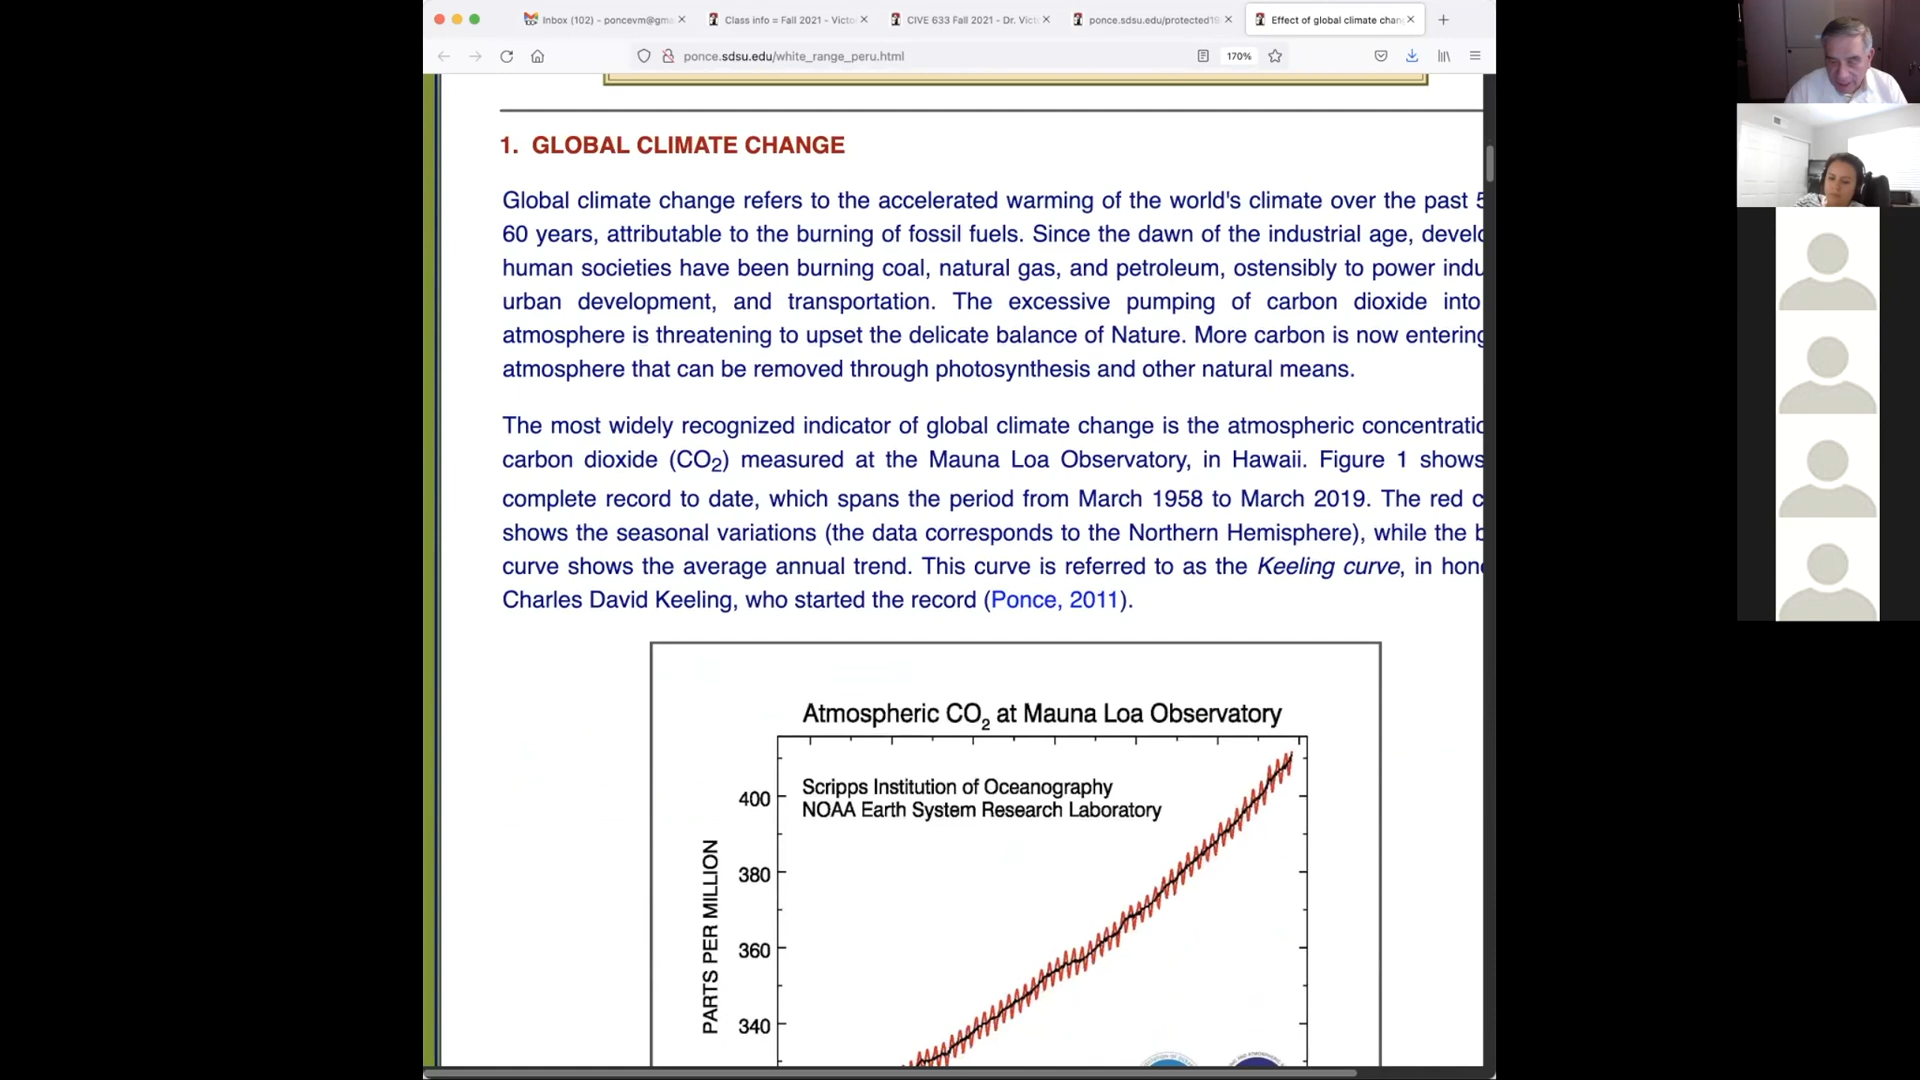 Inbox (102) - poncevm@gm
Class info = Fall 2021 - Victo
CIVE 633 Fall 2021 - Dr. Vict
ponce.sdsu.edu/protected
Effect of global climate chan
ponce.sdsu.edu/white_range_peru.html
170%
1. GLOBAL CLIMATE CHANGE
Global climate change refers to the accelerated warming of the world's climate over the past 5
60 years, attributable to the burning of fossil fuels. Since the dawn of the industrial age, develo
human societies have been burning coal, natural gas, and petroleum, ostensibly to power indu
urban development, and transportation. The excessive pumping of carbon dioxide into
atmosphere is threatening to upset the delicate balance of Nature. More carbon is now entering
atmosphere that can be removed through photosynthesis and other natural means.
The most widely recognized indicator of global climate change is the atmospheric concentratio
carbon dioxide (CO2) measured at the Mauna Loa Observatory, in Hawaii. Figure 1 shows
complete record to date, which spans the period from March 1958 to March 2019. The red c
shows the seasonal variations (the data corresponds to the Northern Hemisphere), while the b
curve shows the average annual trend. This curve is referred to as the Keeling curve, in hono
Charles David Keeling, who started the record (Ponce, 2011).
Atmospheric CO2 at Mauna Loa Observatory
Scripps Institution of Oceanography
NOAA Earth System Research Laboratory
PARTS PER MILLION
400
380
360
340